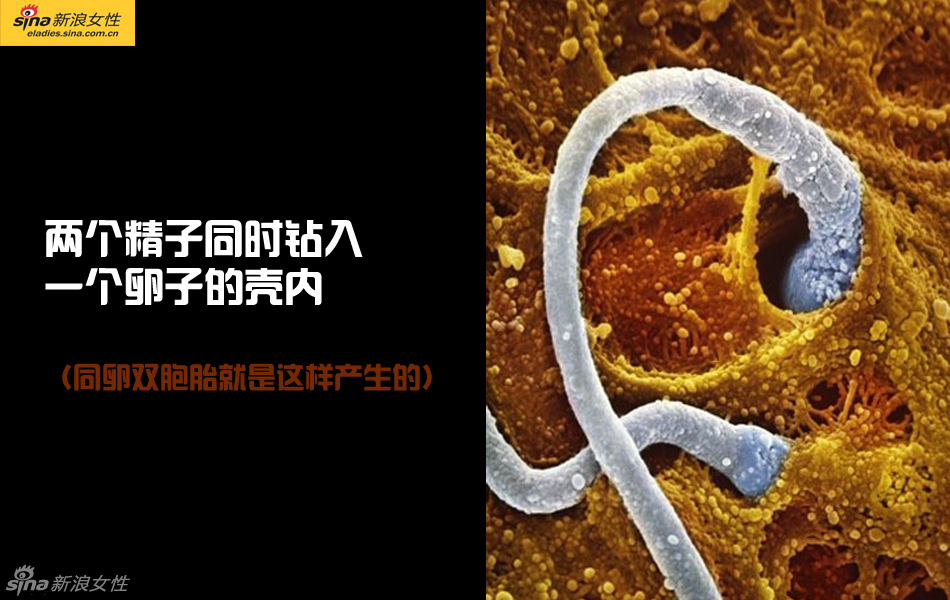 sina新浪女性
eladies.sina.com.cn
两个精子同时钻入
一个卵子的壳内
(同卵双胞胎就是这样产生的)
sina新浪女性